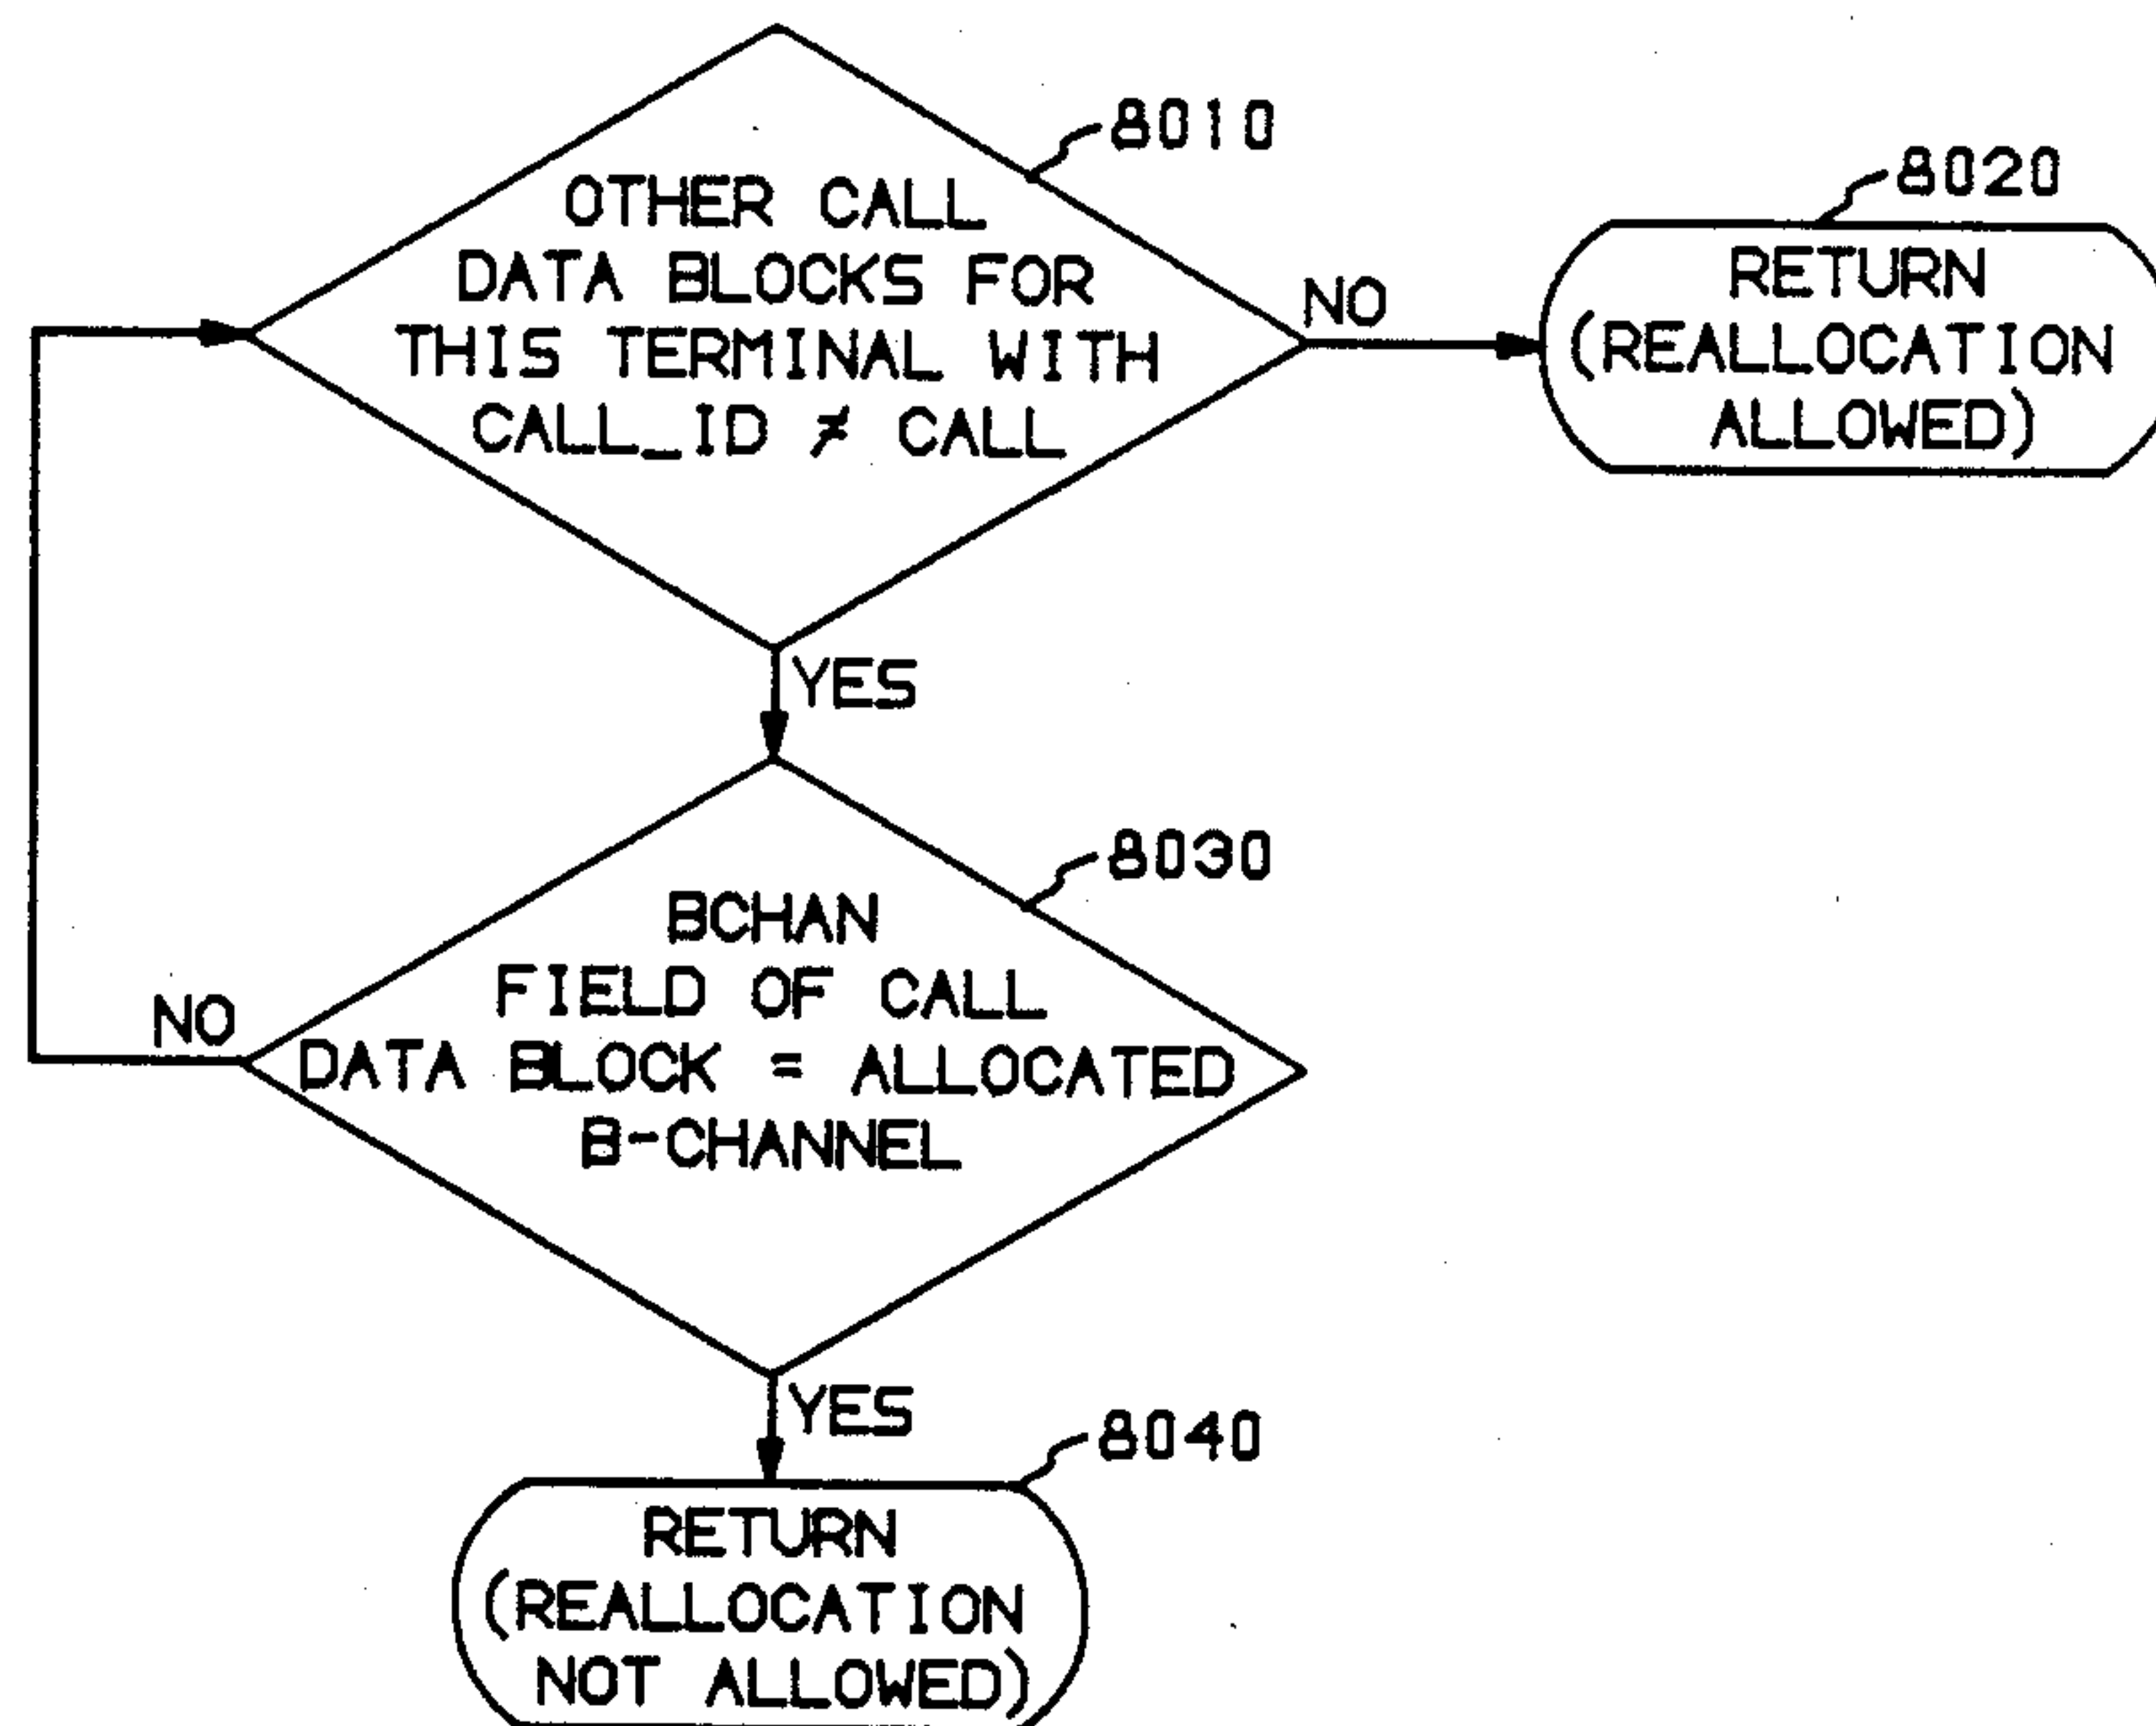 8010
OTHER CALL
DATA BLOCKS FOR
THIS TERMINAL WITH
CALL_ID ≠ CALL
NO
8020
RETURN
(REALLOCATION
ALLOWED)
YES
8030
BCHAN
FIELD OF CALL
DATA BLOCK = ALLOCATED
B-CHANNEL
NO
YES
8040
RETURN
(REALLOCATION
NOT ALLOWED)